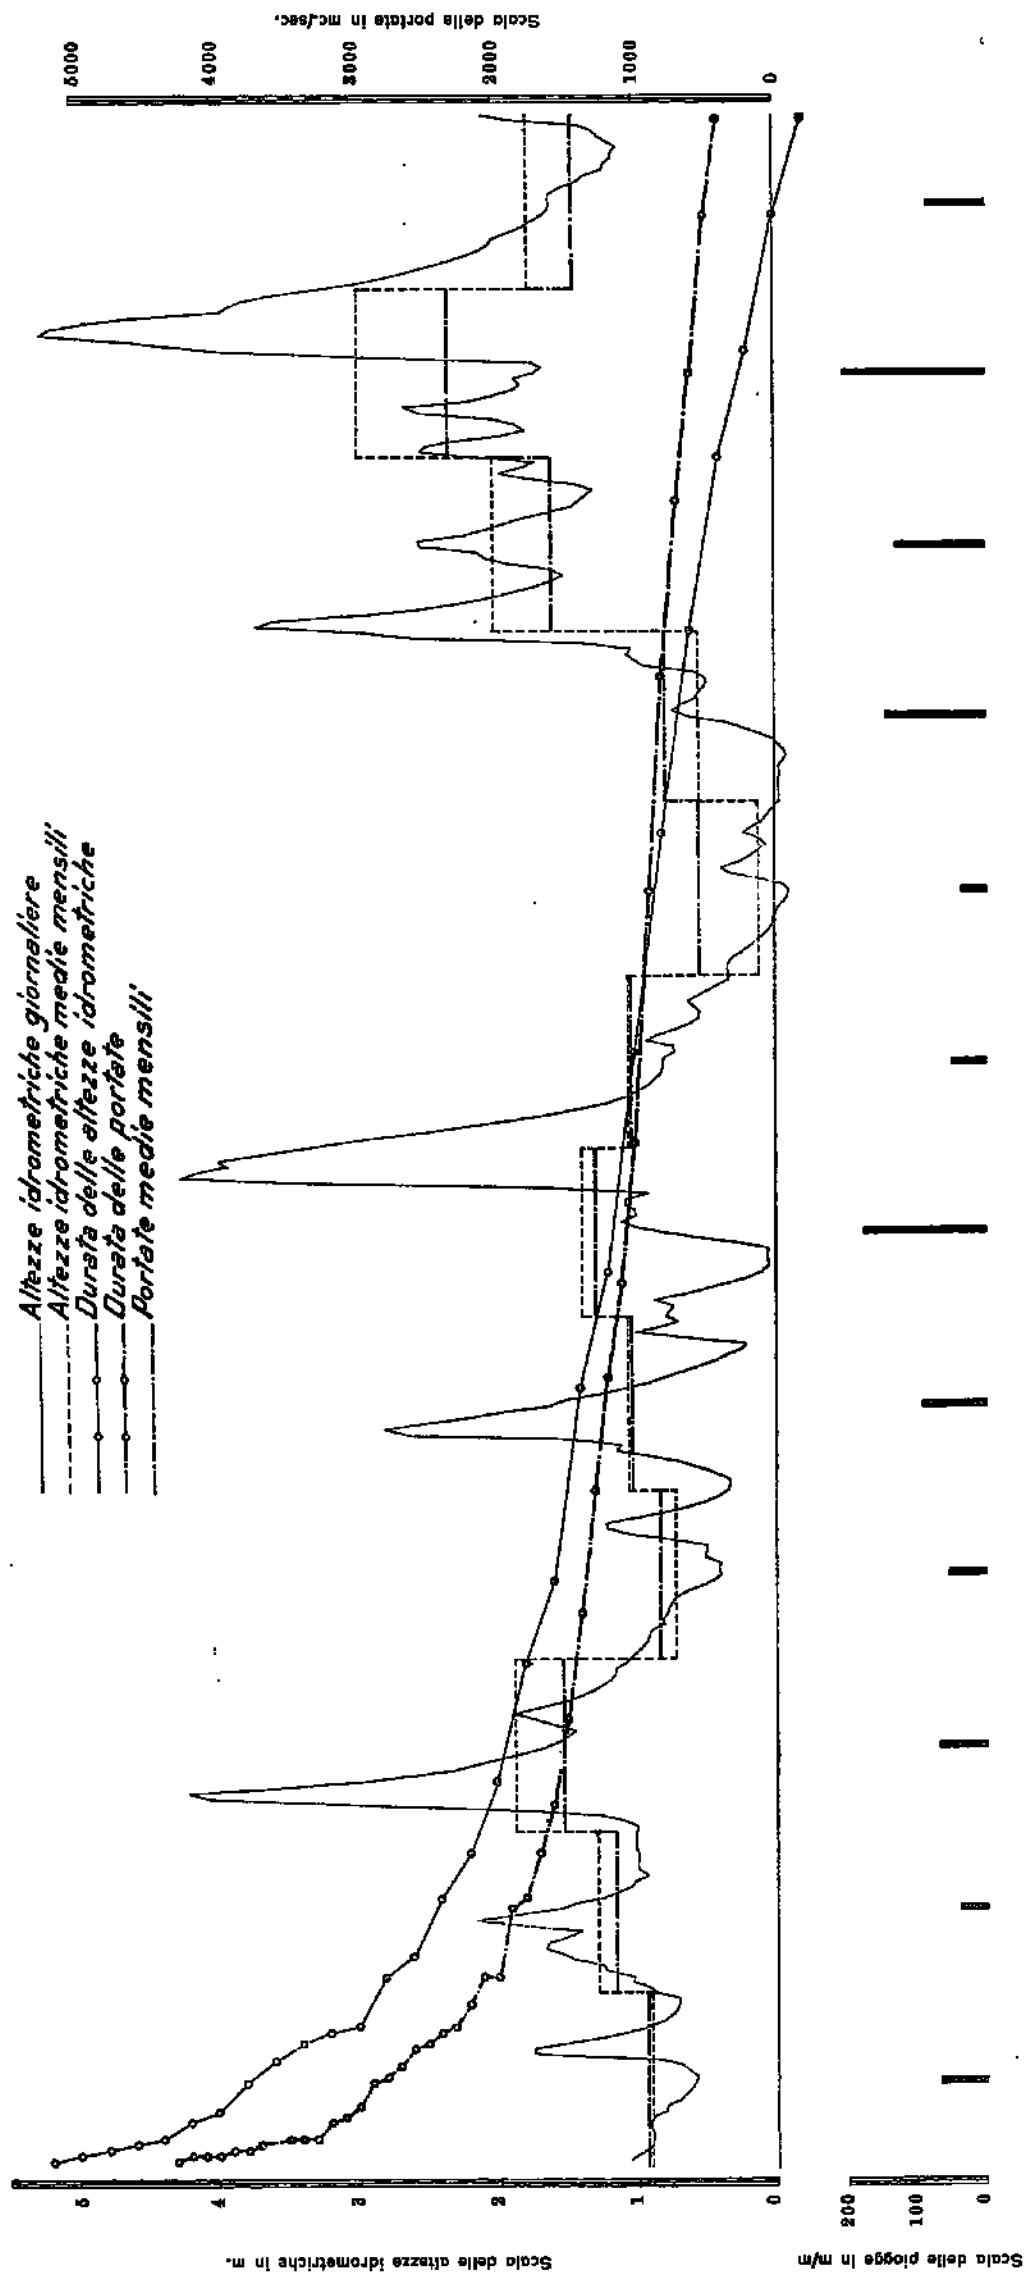 Altezze idrometriche giornaliere
Altezze idrometriche medie mensili
Durata delle altezze idrometriche
Durata delle portate
Portate medie mensili
Scala delle altezze idrometriche in m.
5
4
3
2
1
0
Scala delle piogge in m/m
200
100
0
Scala della portate in mc./sec.
5000
4000
3000
2000
1000
0